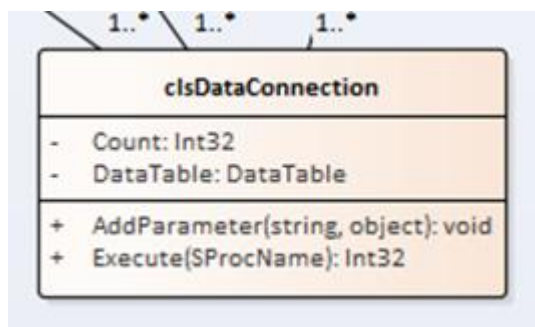 1..* 1..* 1..*
clsDataConnection
- Count: Int32
- DataTable: DataTable
+ AddParameter(string, object): void
+ Execute(SProcName): Int32